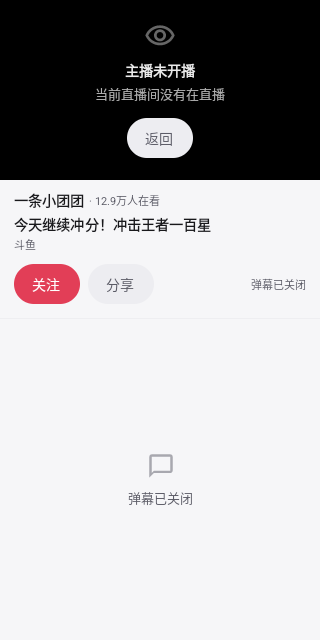 主播未开播
当前直播间没有在直播
返回
一条小团团 · 12.9万人在看
今天继续冲分！冲击王者一百星
斗鱼
关注 分享 弹幕已关闭
弹幕已关闭